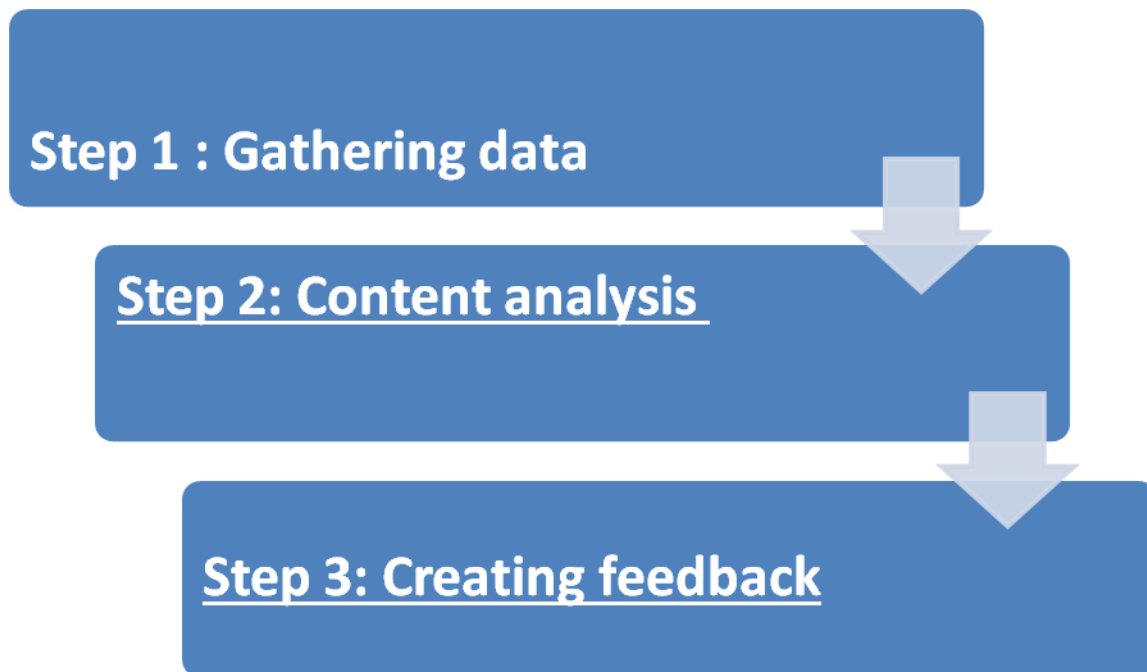 Step 1 : Gathering data
Step 2: Content analysis
Step 3: Creating feedback